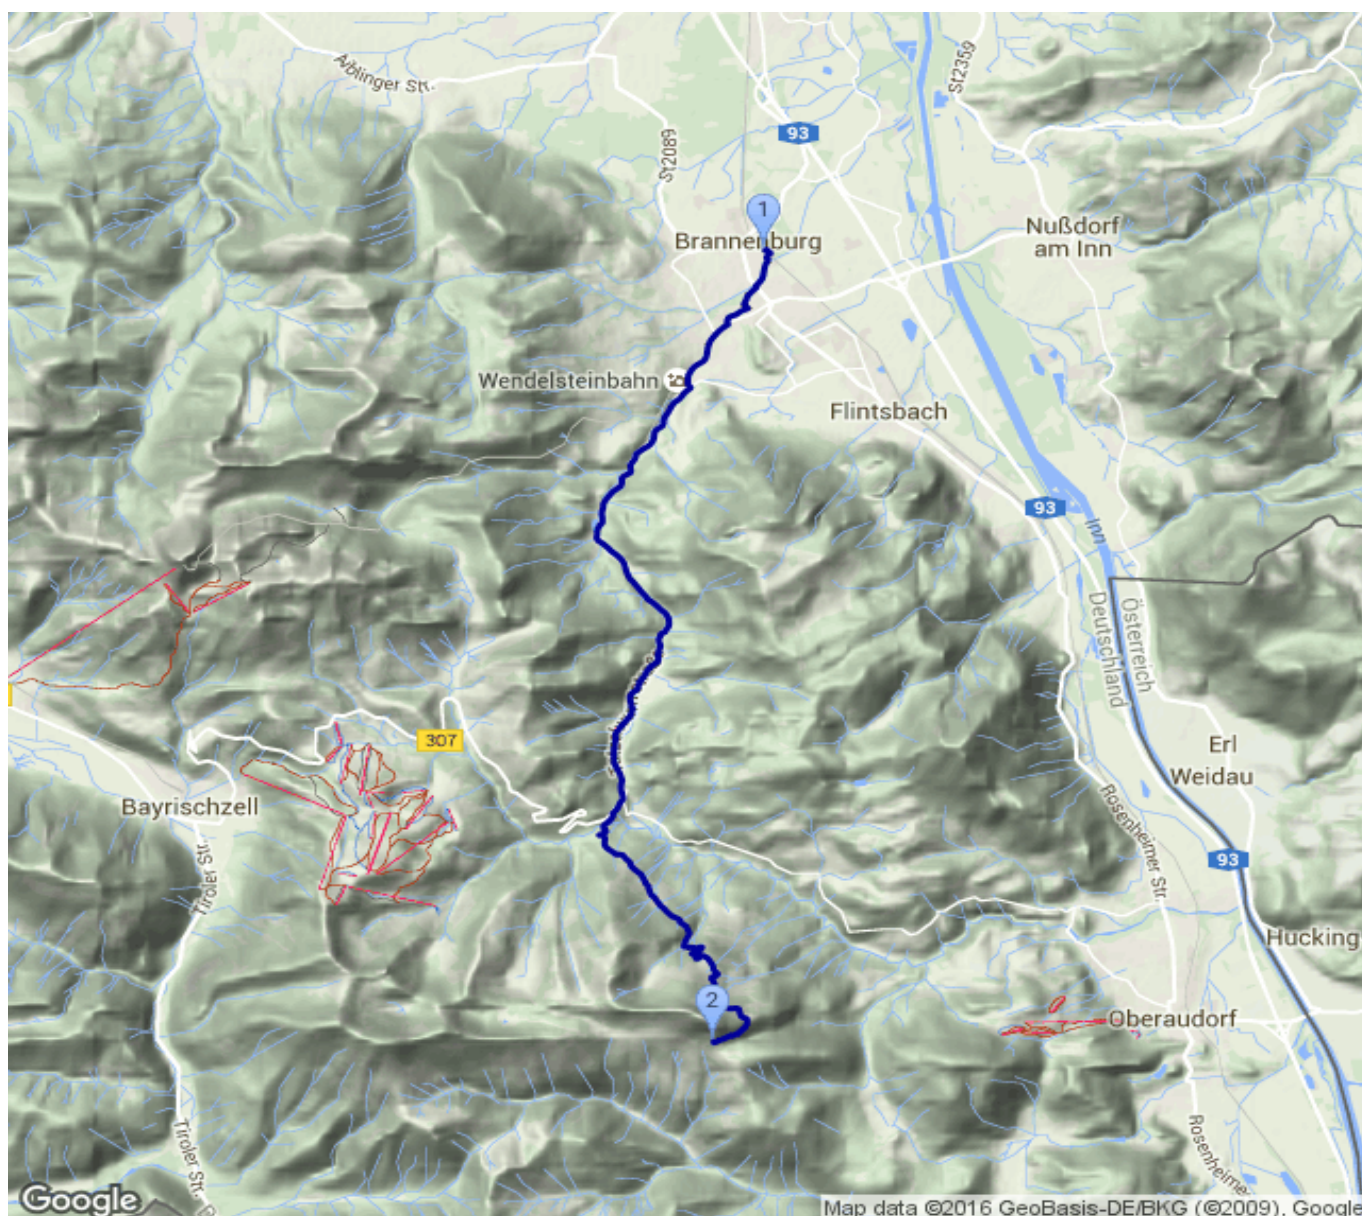 Aiblinger Str.
St2089
St2359
93
1
Brannenburg
Nußdorf
am Inn
Wendelsteinbahn
Flintsbach
93
Inn
Deutschland
Österreich
307
Erl
Weidau
Bayrischzell
Rosenheimer Str.
93
Tiroler Str.
Hucking
2
Oberaudorf
Tiroler Str.
Rosenheimer
Google
Map data ©2016 GeoBasis-DE/BKG (©2009), Google